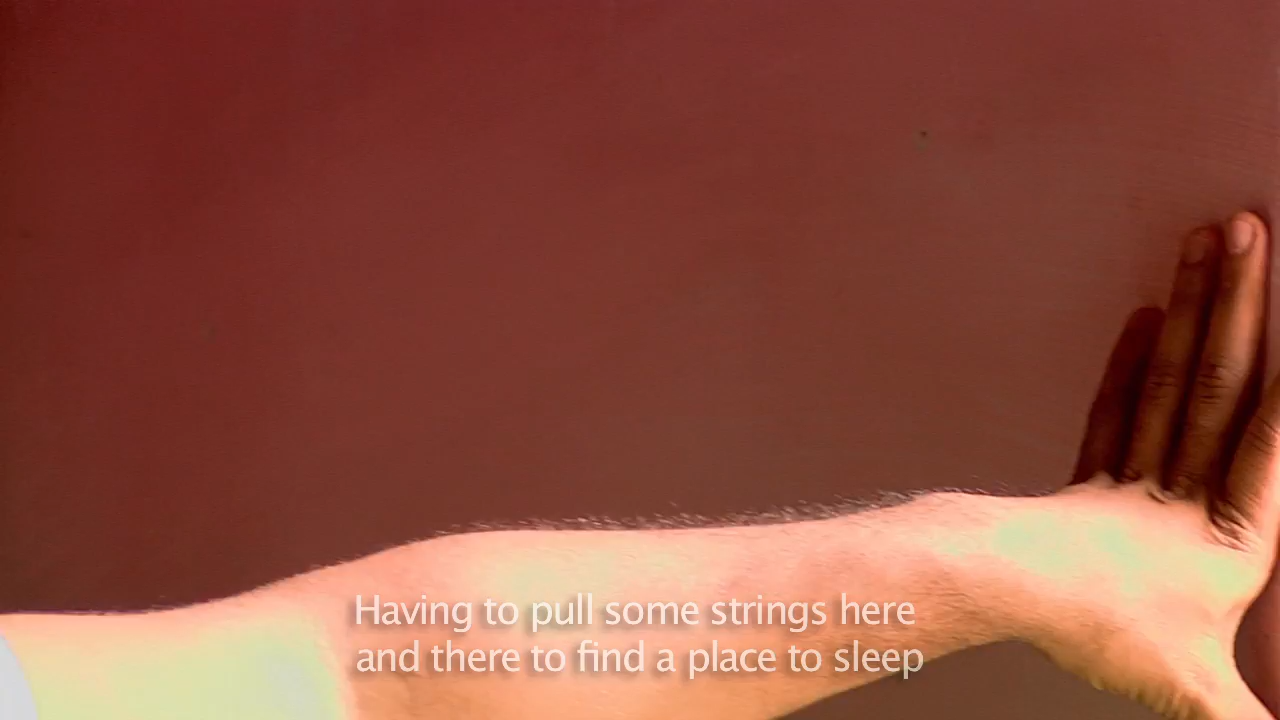 Having to pull some strings here
and there to find a place to sleep